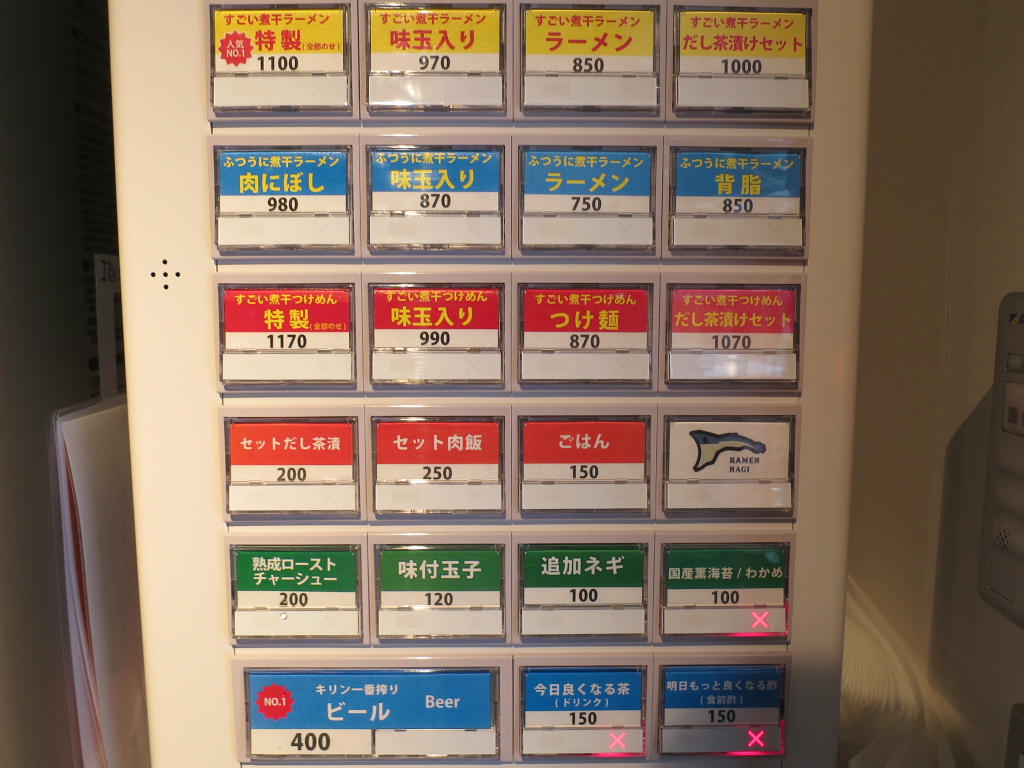 すごい煮干ラーメン
人気
NO.1
特製(全部のせ)
1100
すごい煮干ラーメン
味玉入り
970
すごい煮干ラーメン
ラーメン
850
すごい煮干ラーメン
だし茶漬けセット
1000
ふつうに煮干ラーメン
肉にぼし
980
ふつうに煮干ラーメン
味玉入り
870
ふつうに煮干ラーメン
ラーメン
750
ふつうに煮干ラーメン
背脂
850
すごい煮干つけめん
特製(全部のせ)
1170
すごい煮干つけめん
味玉入り
990
すごい煮干つけめん
つけ麺
870
すごい煮干つけめん
だし茶漬けセット
1070
セットだし茶漬
200
セット肉飯
250
ごはん
150
RAMEN
NAGI
熟成ロースト
チャーシュー
200
味付玉子
120
追加ネギ
100
国産薫海苔/わかめ
100
×
NO.1
キリン一番搾り
ビール
Beer
400
今日良くなる茶
(ドリンク)
150
×
明日もっと良くなる酢
(食前酢)
150
×